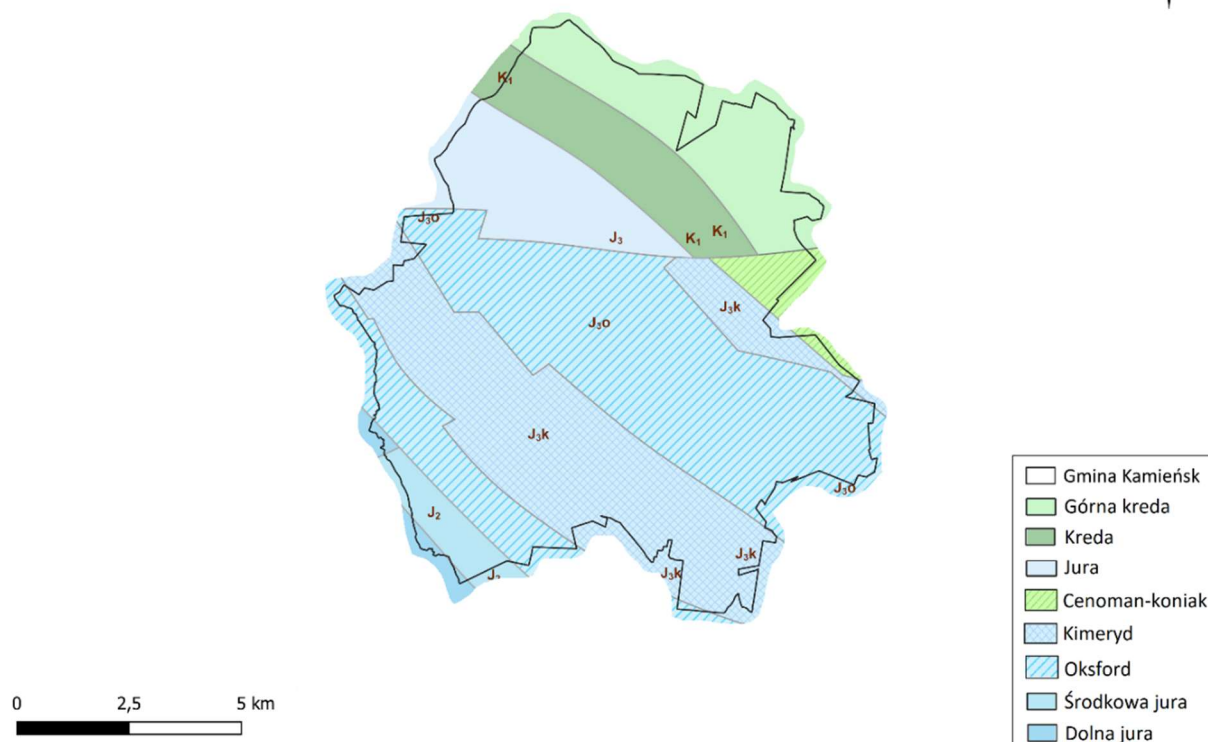 K₁
J₃o
J₃
K₁
K₁
J₃k
J₃o
J₃k
J₃o
J₂
J₃k
J₃k
Gmina Kamieńsk
Górna kreda
Kreda
Jura
Cenoman-koniak
Kimeryd
Oksford
Środkowa jura
Dolna jura
0 2,5 5 km